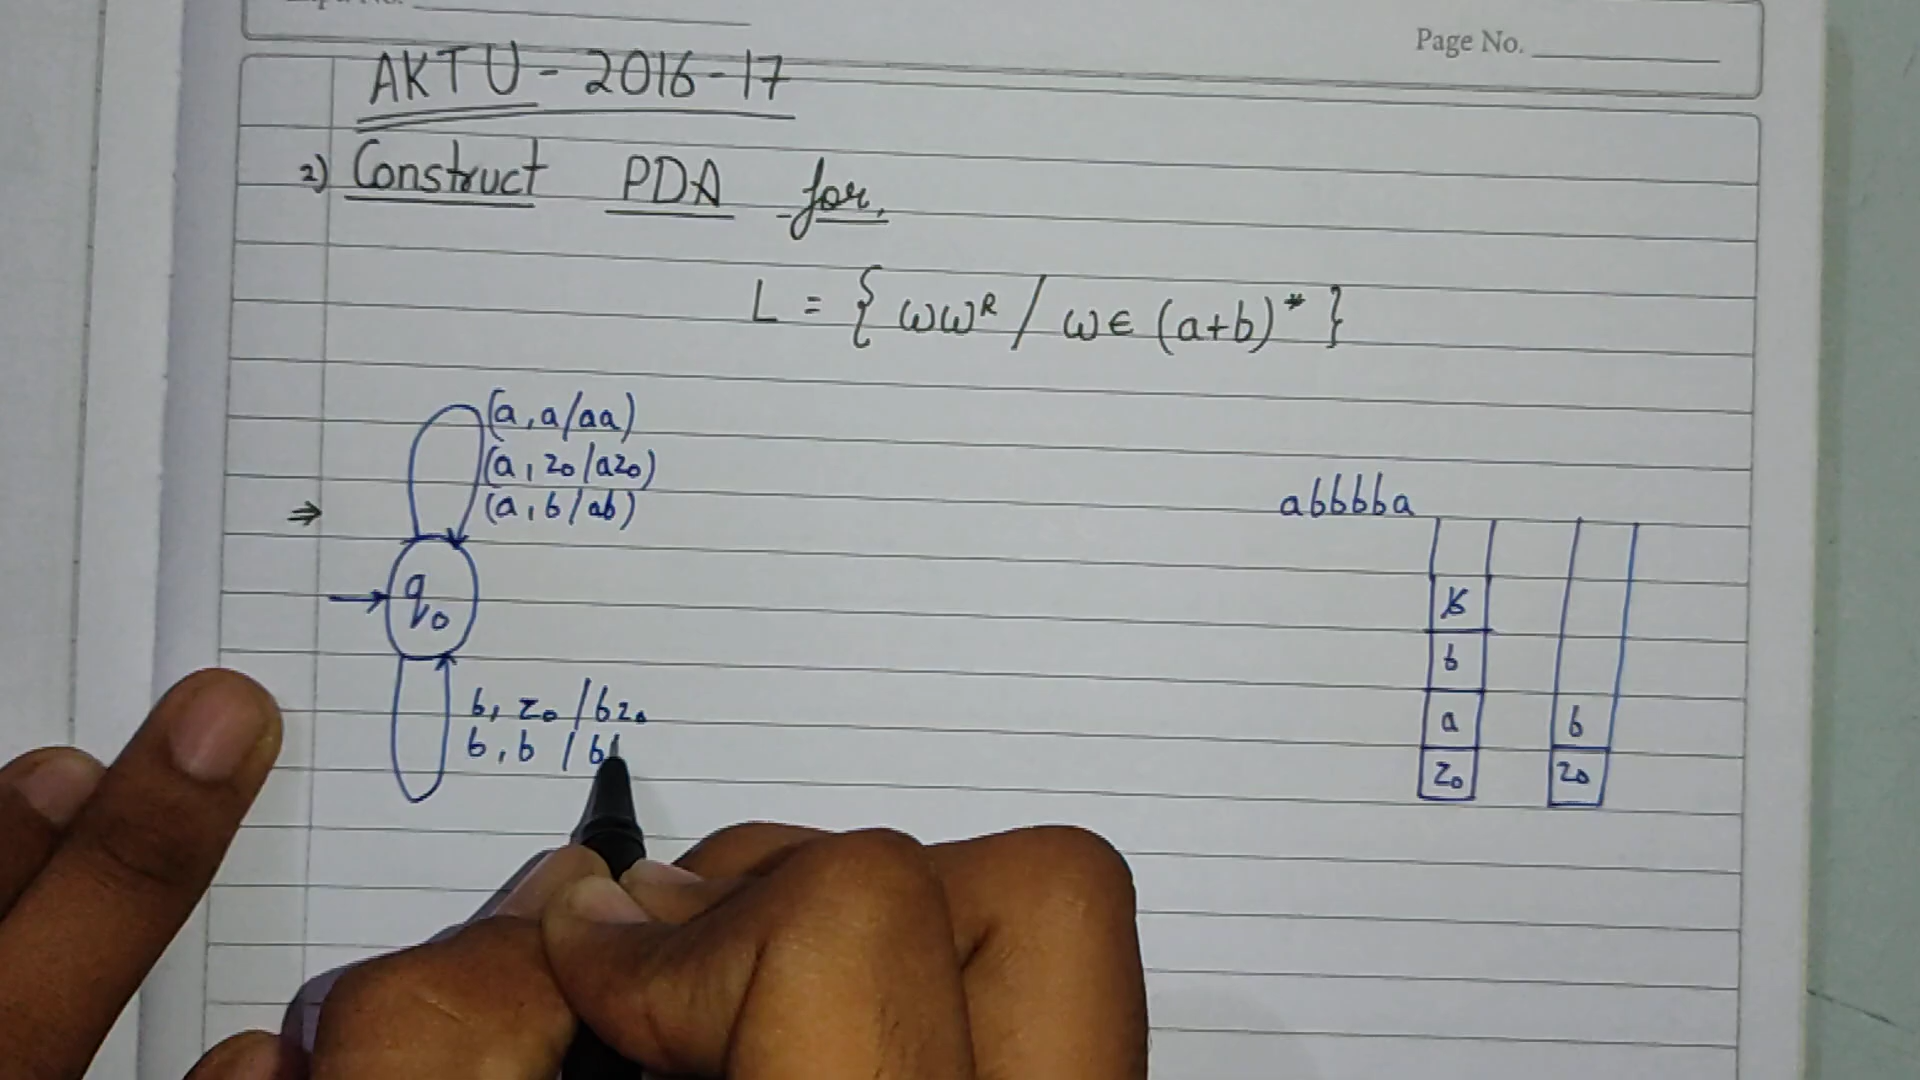 Page No.
AKTU - 2016-17
2) Construct PDA for,
L = { ωω^R / ω ∈ (a+b)* }
(a, a/aa)
(a, z0/az0)
(a, b/ab)
abbbba
⇒
q0
b
b
a
z0
b
z0
b, z0/bz0
b, b / b